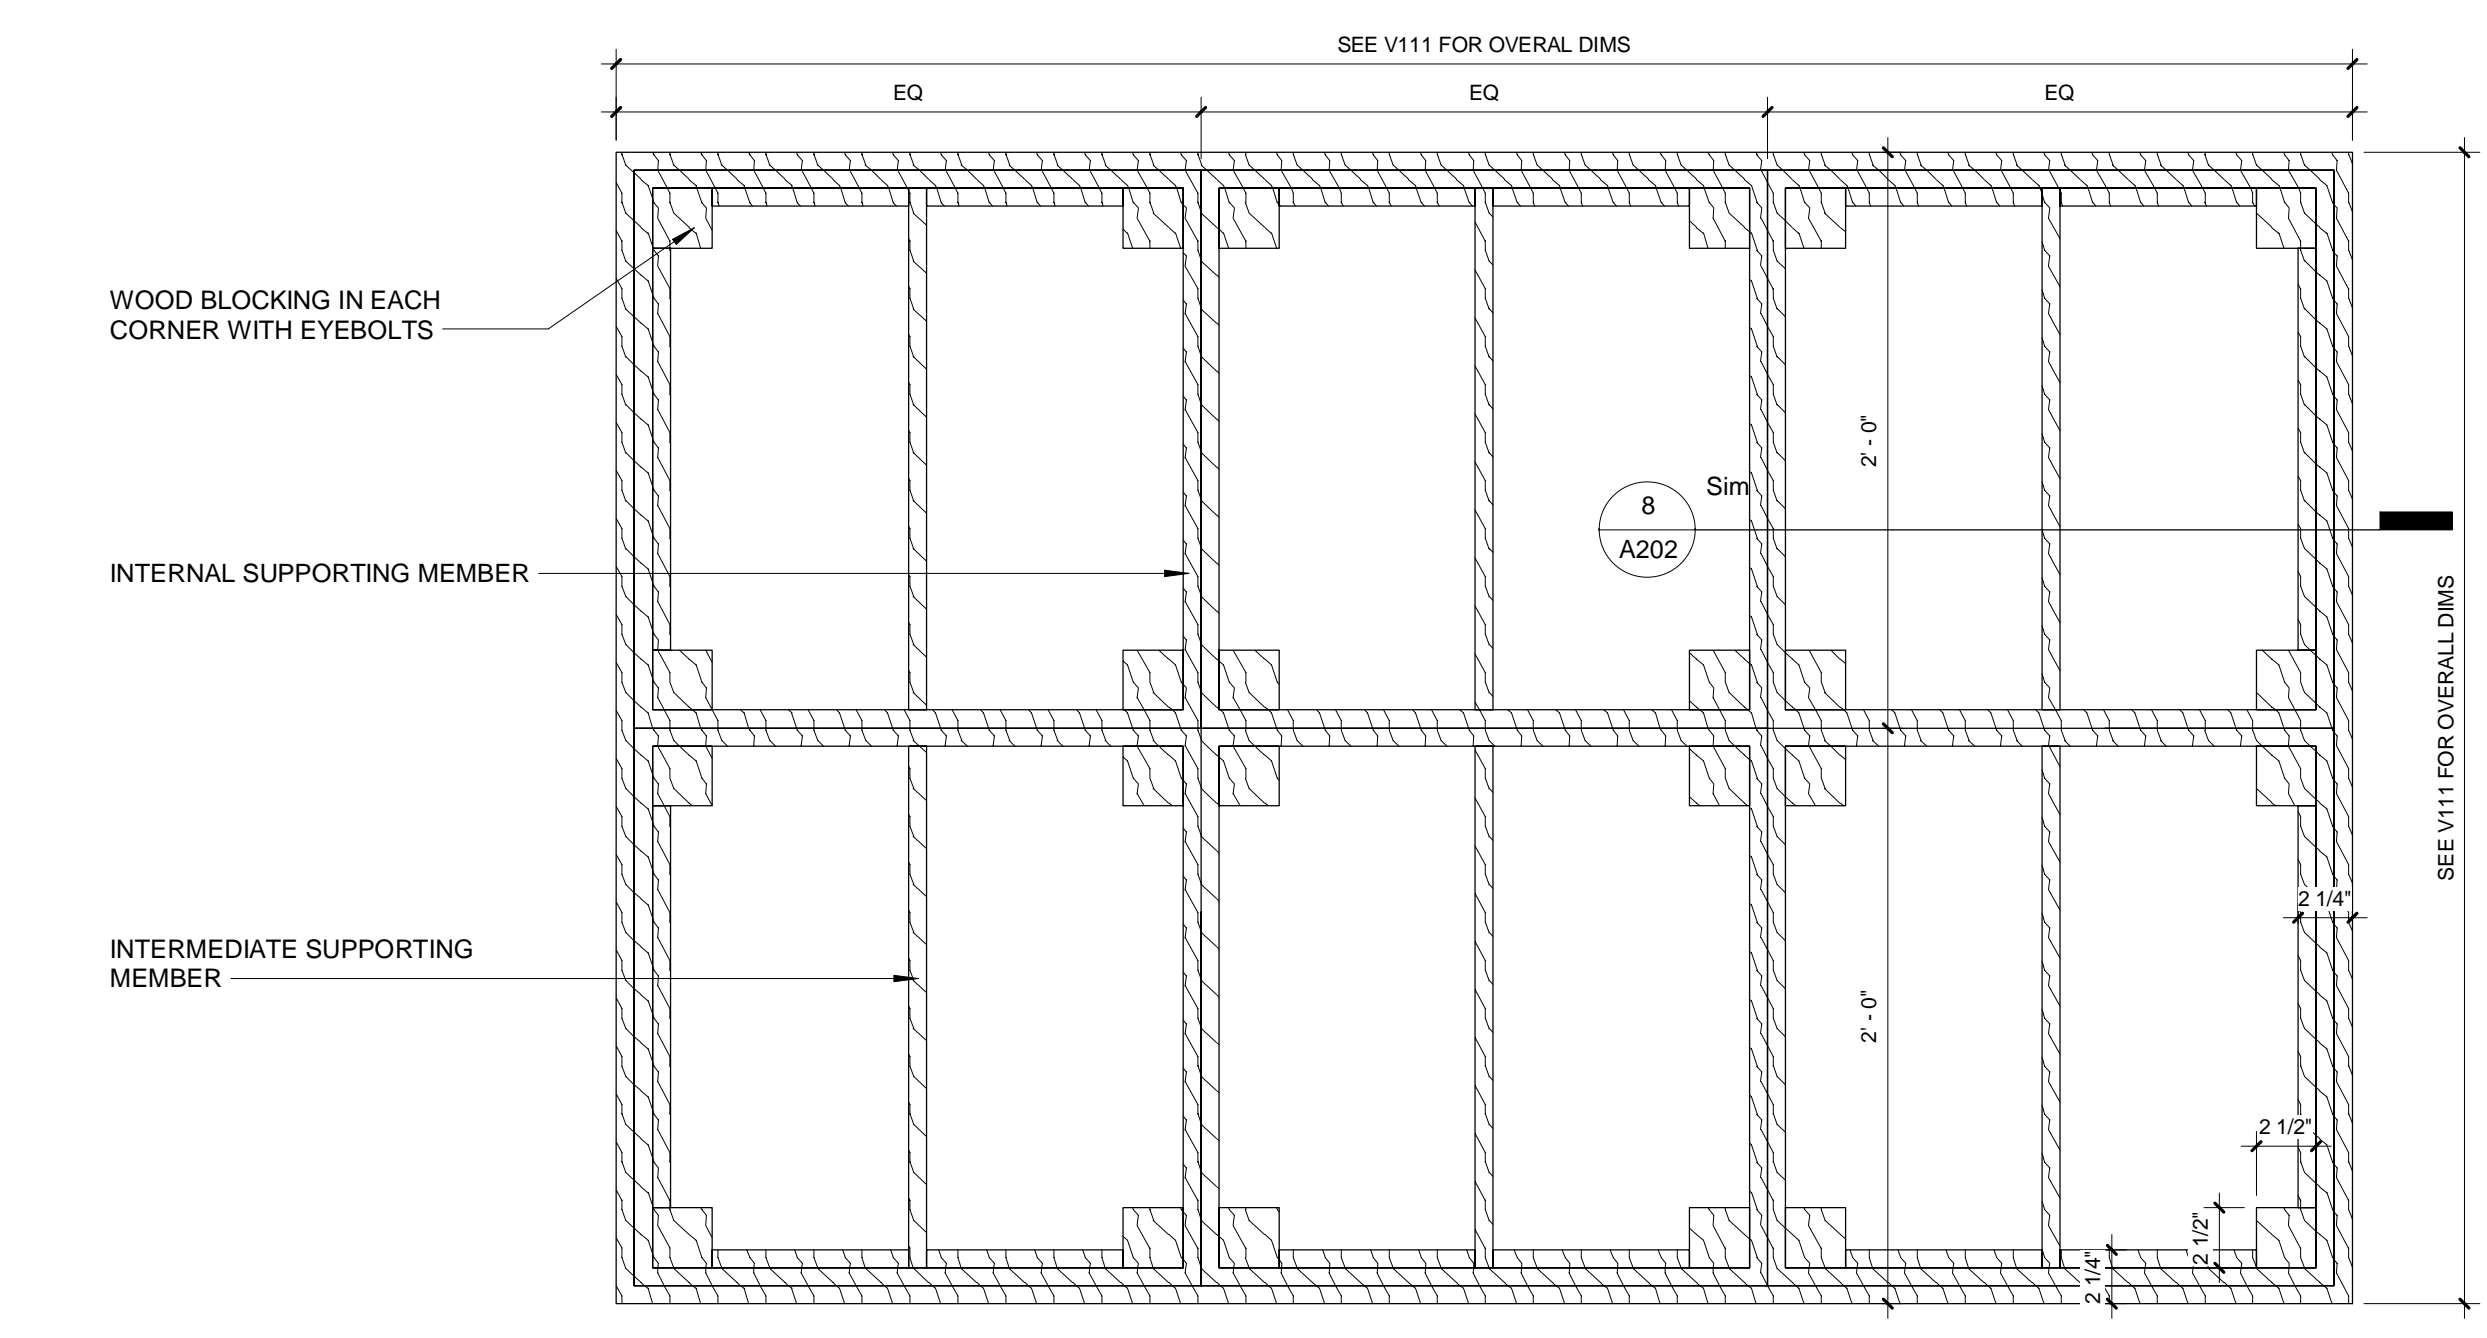 SEE V111 FOR OVERAL DIMS
EQ
EQ
EQ
WOOD BLOCKING IN EACH
CORNER WITH EYEBOLTS
2' - 0"
Sim
8
A202
INTERNAL SUPPORTING MEMBER
SEE V111 FOR OVERALL DIMS
2 1/4"
INTERMEDIATE SUPPORTING
MEMBER
2' - 0"
2 1/2"
2 1/2"
2 1/4"